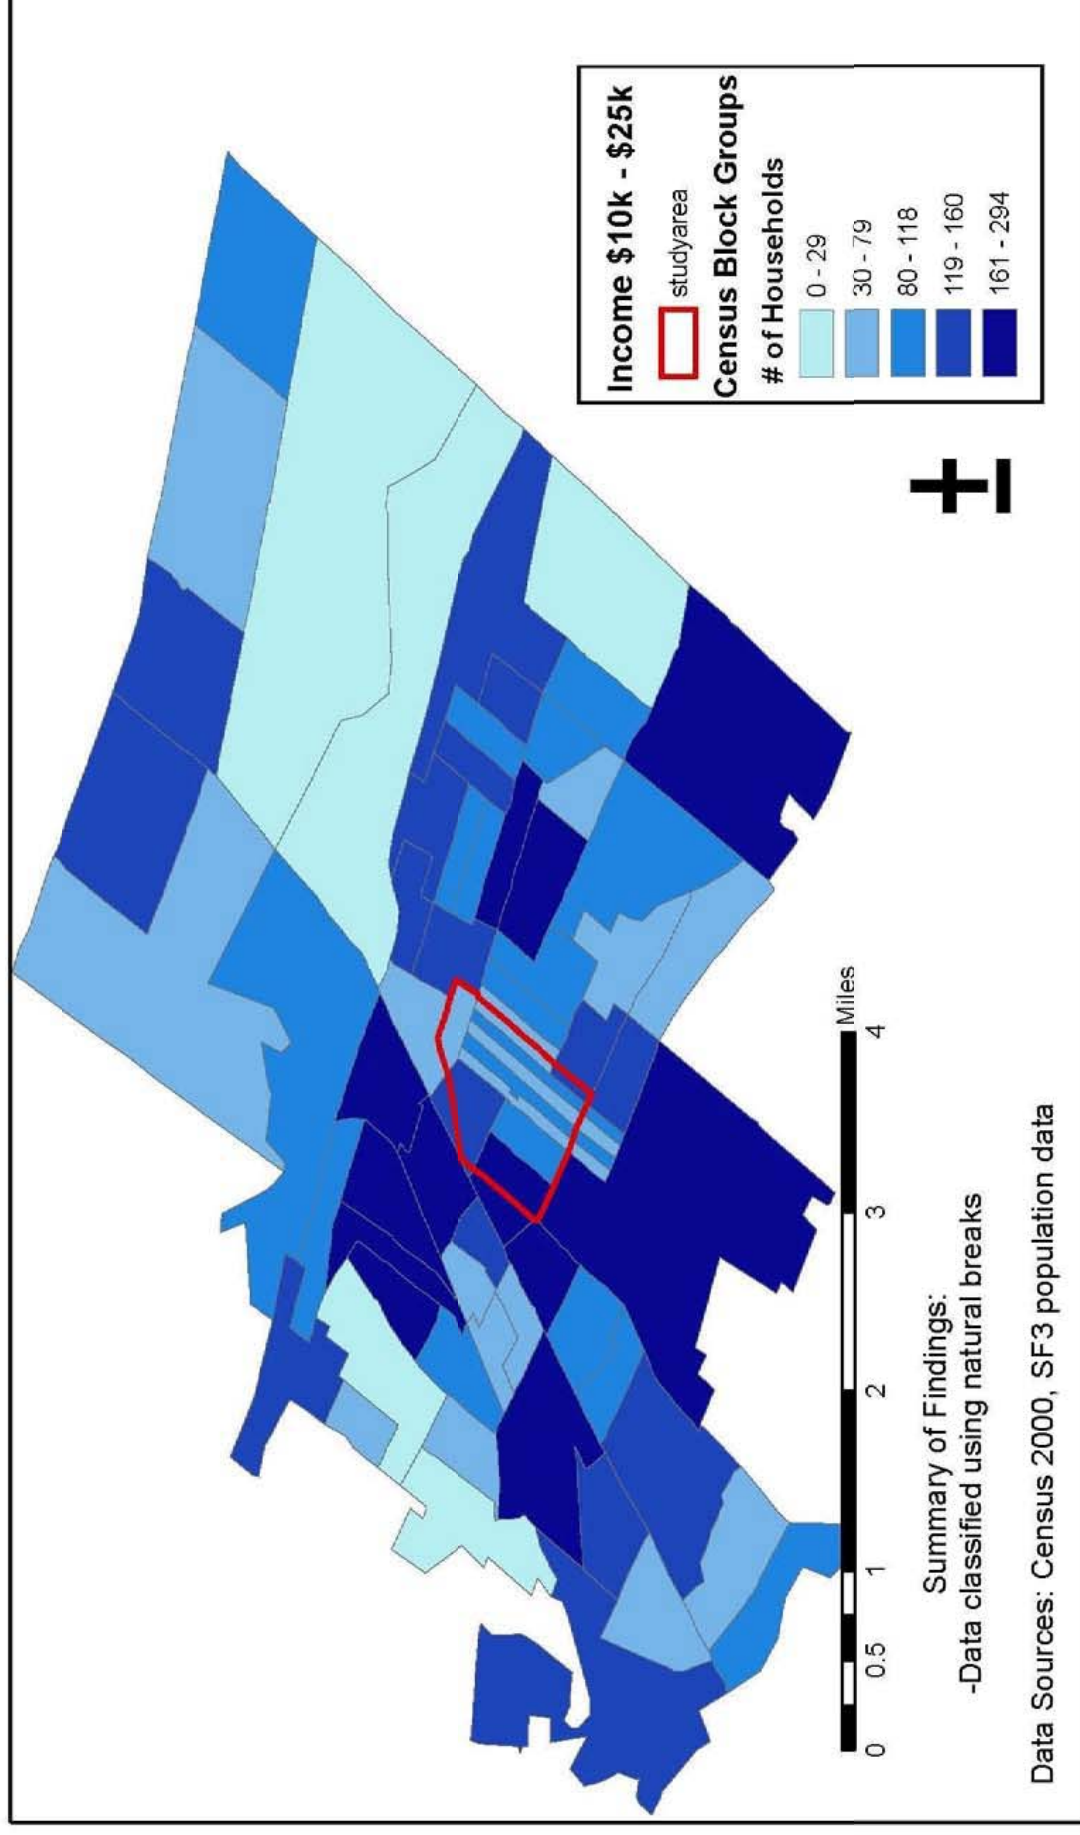 Income $10k - $25k
studyarea
Census Block Groups
# of Households
0 - 29
30 - 79
80 - 118
119 - 160
161 - 294
0 0.5 1 2 3 4
Miles
Summary of Findings:
-Data classified using natural breaks
Data Sources: Census 2000, SF3 population data